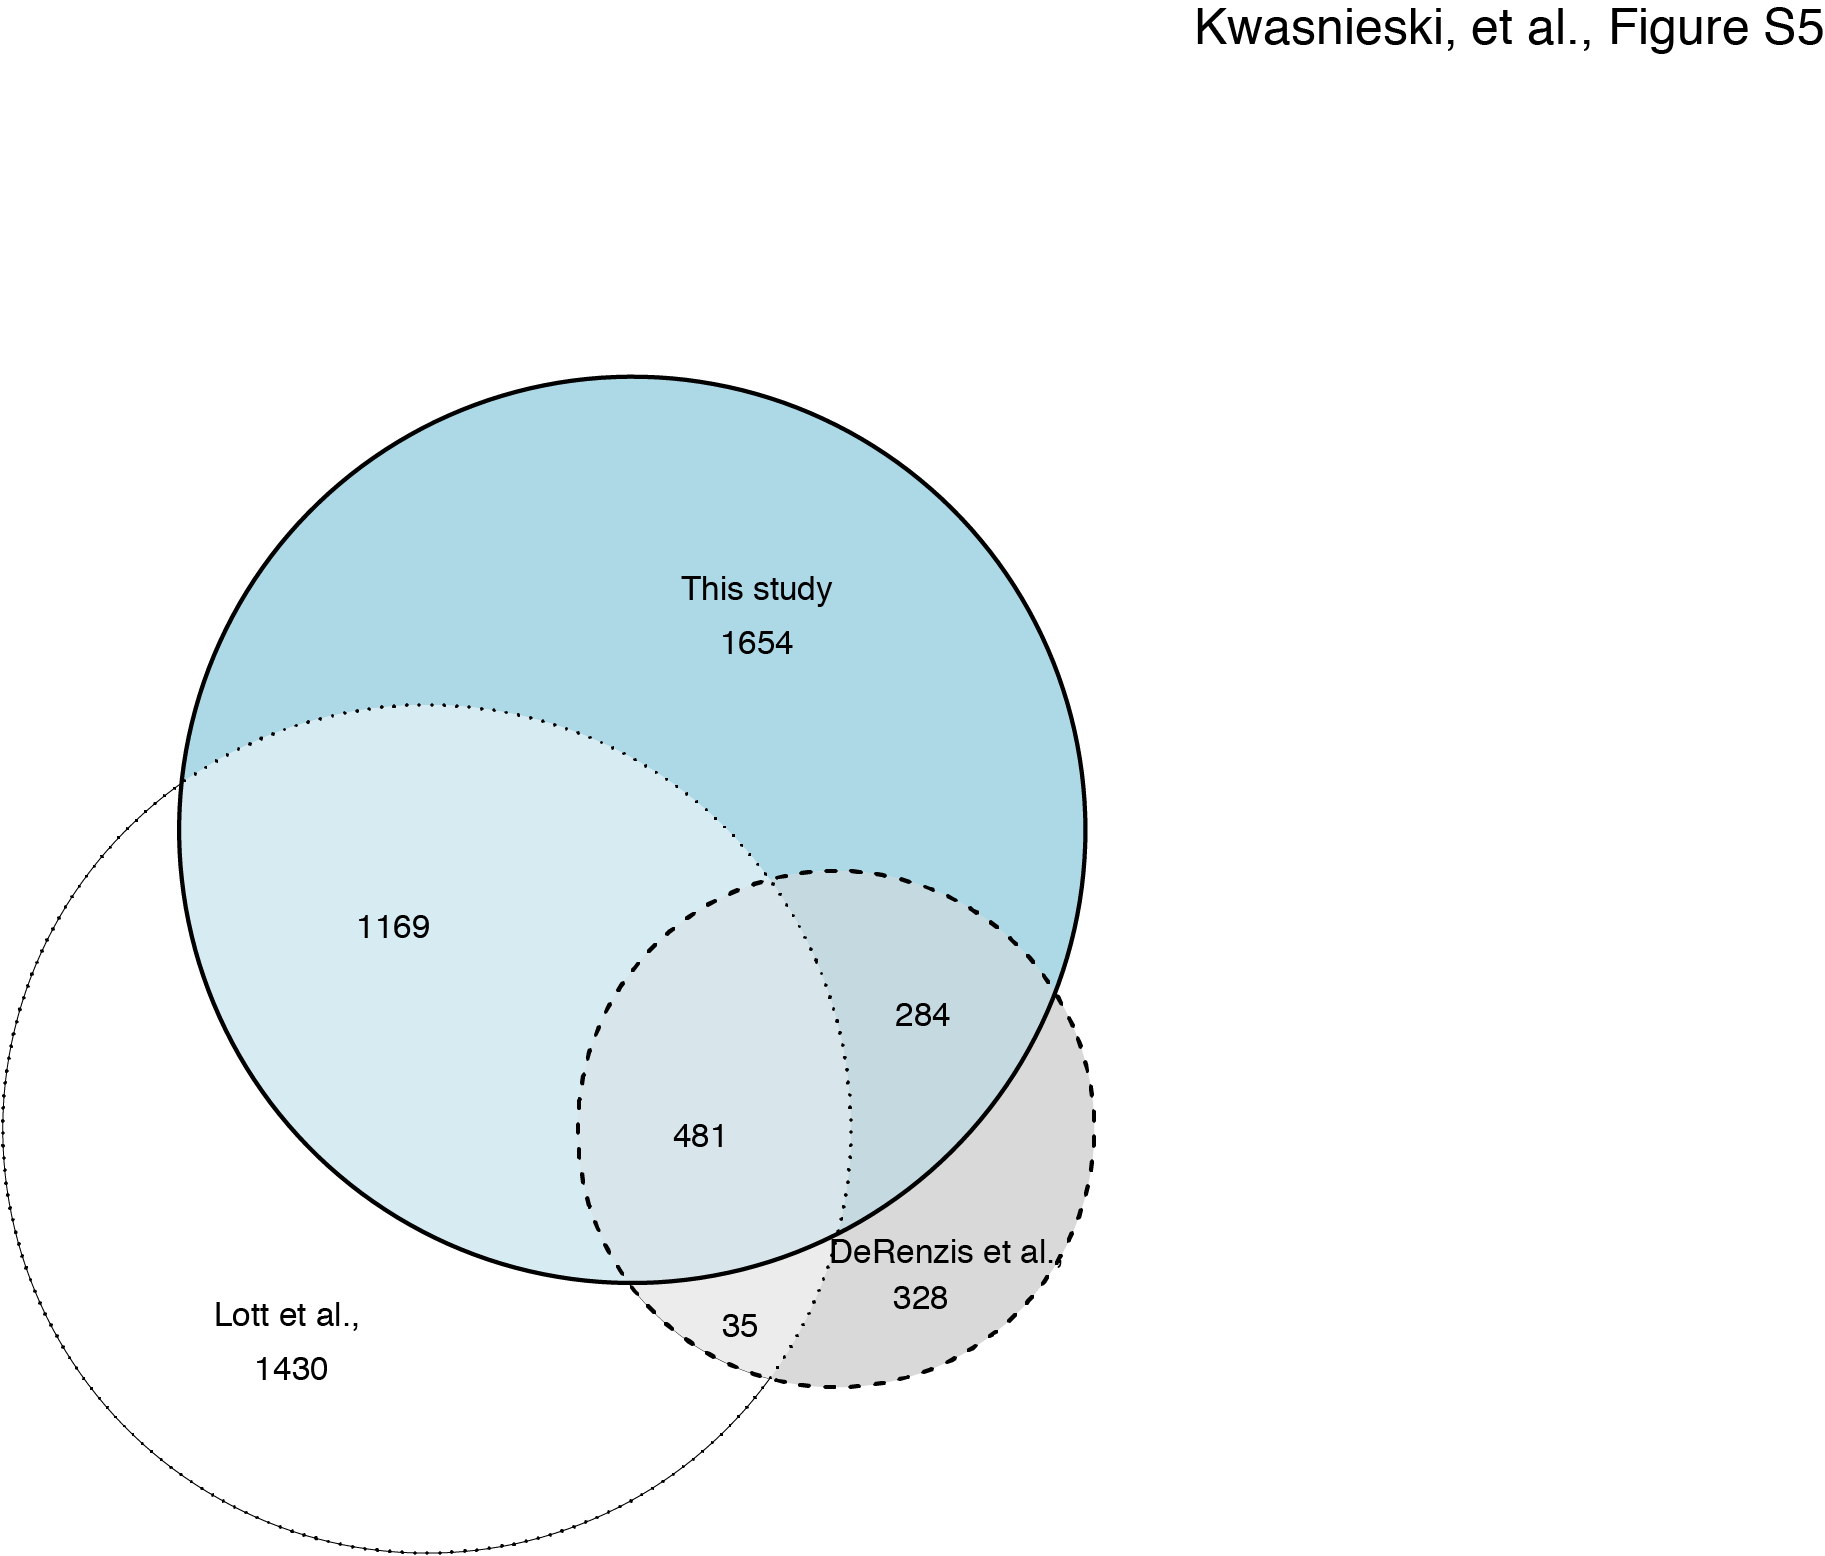 Kwasnieski, et al., Figure S5
This study
1654
1169
284
481
DeRenzis et al.,
328
Lott et al.,
1430
35